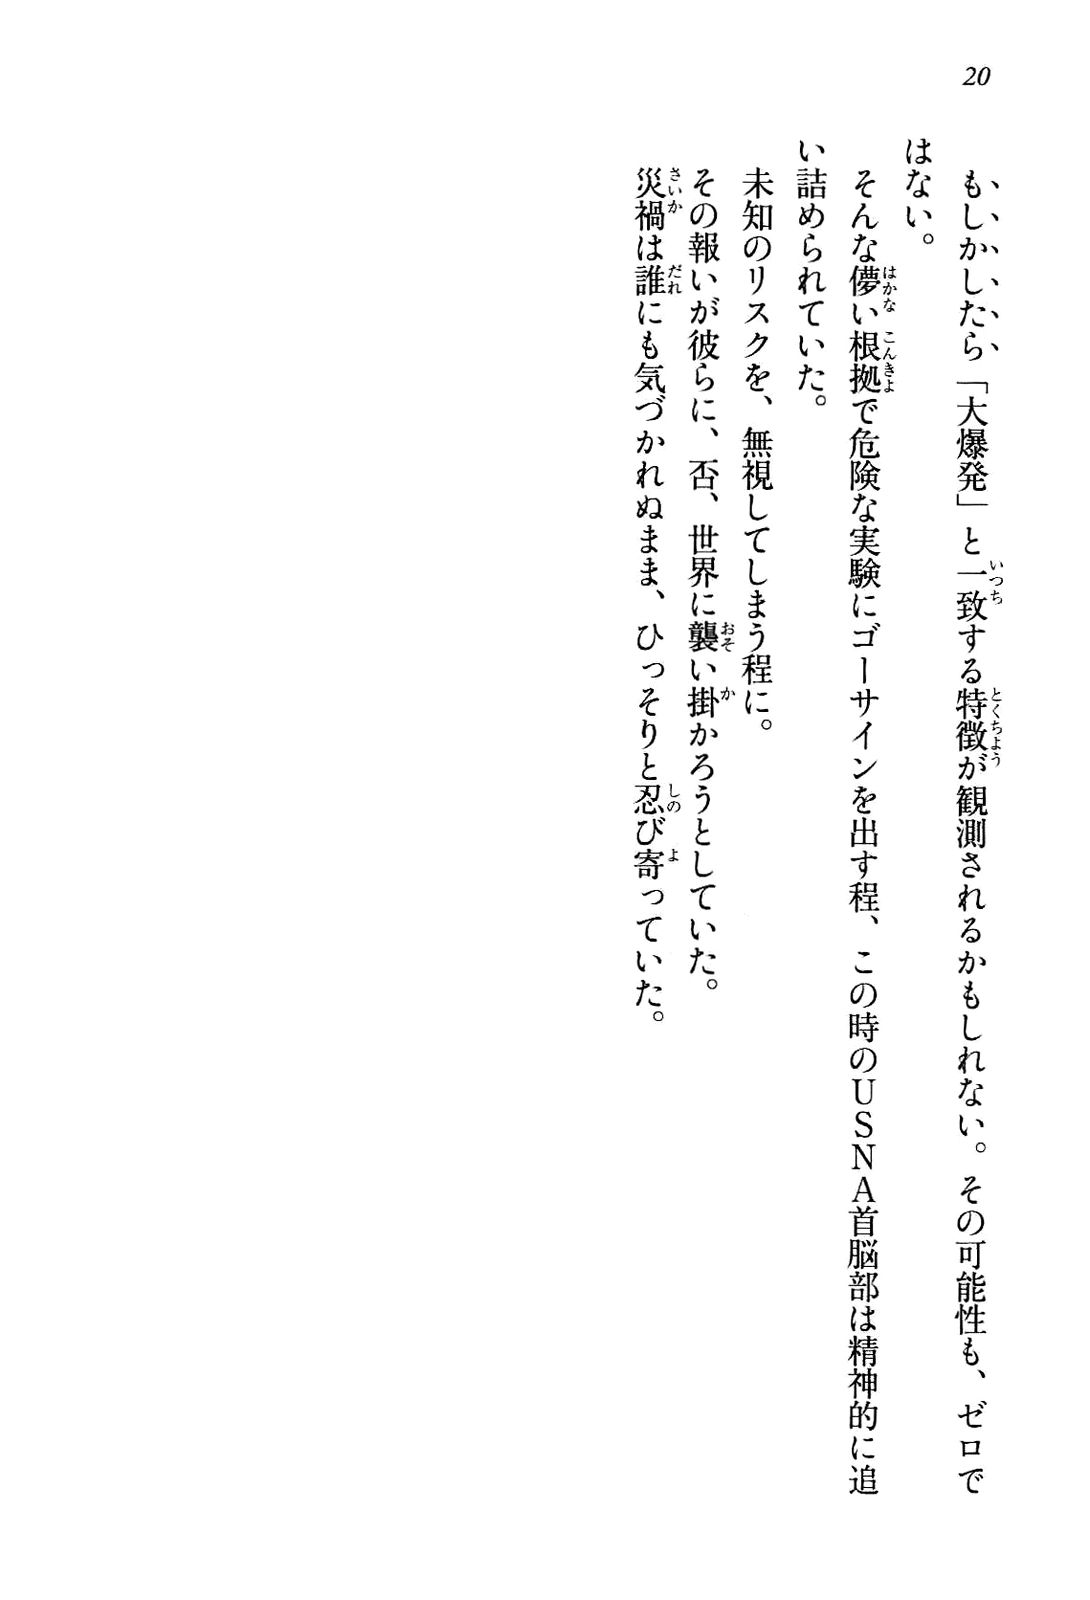 20
もしかしたら「大爆発」と一致する特徴が観測されるかもしれない。その可能性も、ゼロで
はない。
そんな儚い根拠で危険な実験にゴーサインを出す程、この時のUSNA首脳部は精神的に追
い詰められていた。
未知のリスクを、無視してしまう程に。
その報いが彼らに、否、世界に襲い掛かろうとしていた。
災禍は誰にも気づかれぬまま、ひっそりと忍び寄っていた。